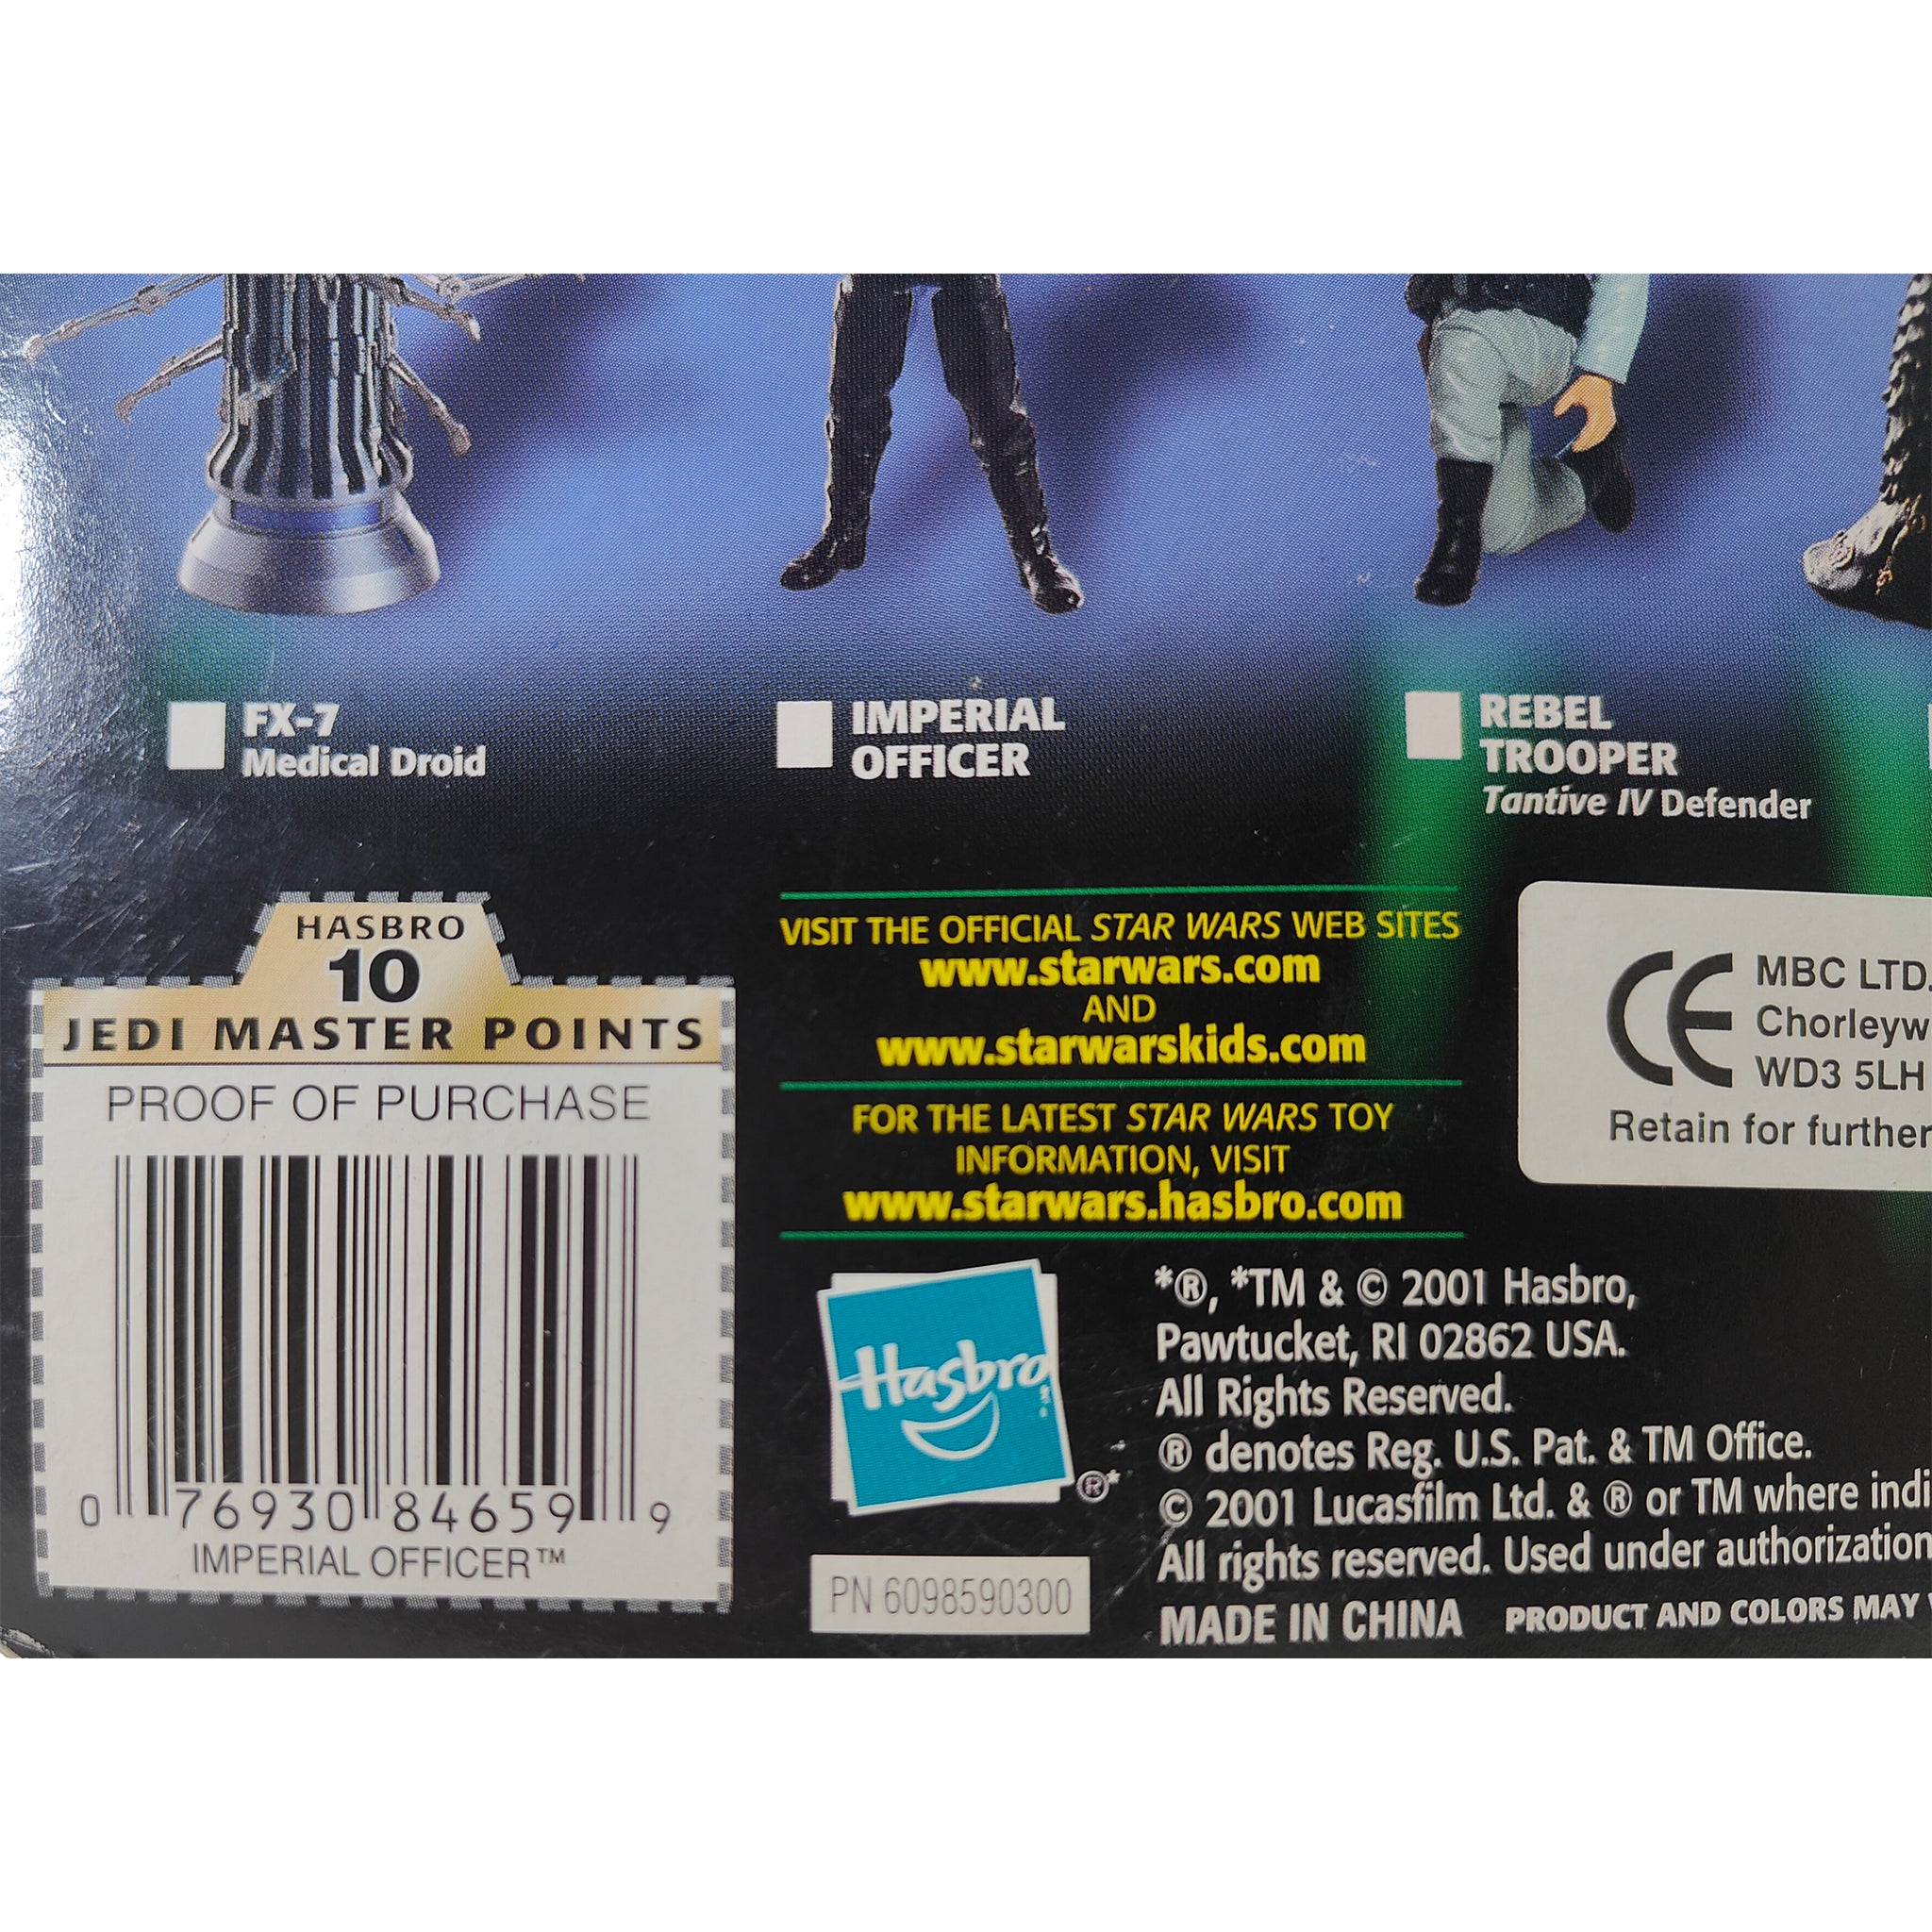 FX-7
Medical Droid
IMPERIAL
OFFICER
REBEL
TROOPER
Tantive IV Defender
HASBRO
10
JEDI MASTER POINTS
PROOF OF PURCHASE
0 76930 84659 9
IMPERIAL OFFICER™
VISIT THE OFFICIAL STAR WARS WEB SITES
www.starwars.com
AND
www.starwarskids.com
FOR THE LATEST STAR WARS TOY
INFORMATION, VISIT
www.starwars.hasbro.com
CE
MBC LTD.
Chorleyw
WD3 5LH
Retain for further
Hasbro
®*
PN 6098590300
*®, *TM & © 2001 Hasbro,
Pawtucket, RI 02862 USA.
All Rights Reserved.
® denotes Reg. U.S. Pat. & TM Office.
© 2001 Lucasfilm Ltd. & ® or TM where indi
All rights reserved. Used under authorization
MADE IN CHINA PRODUCT AND COLORS MAY